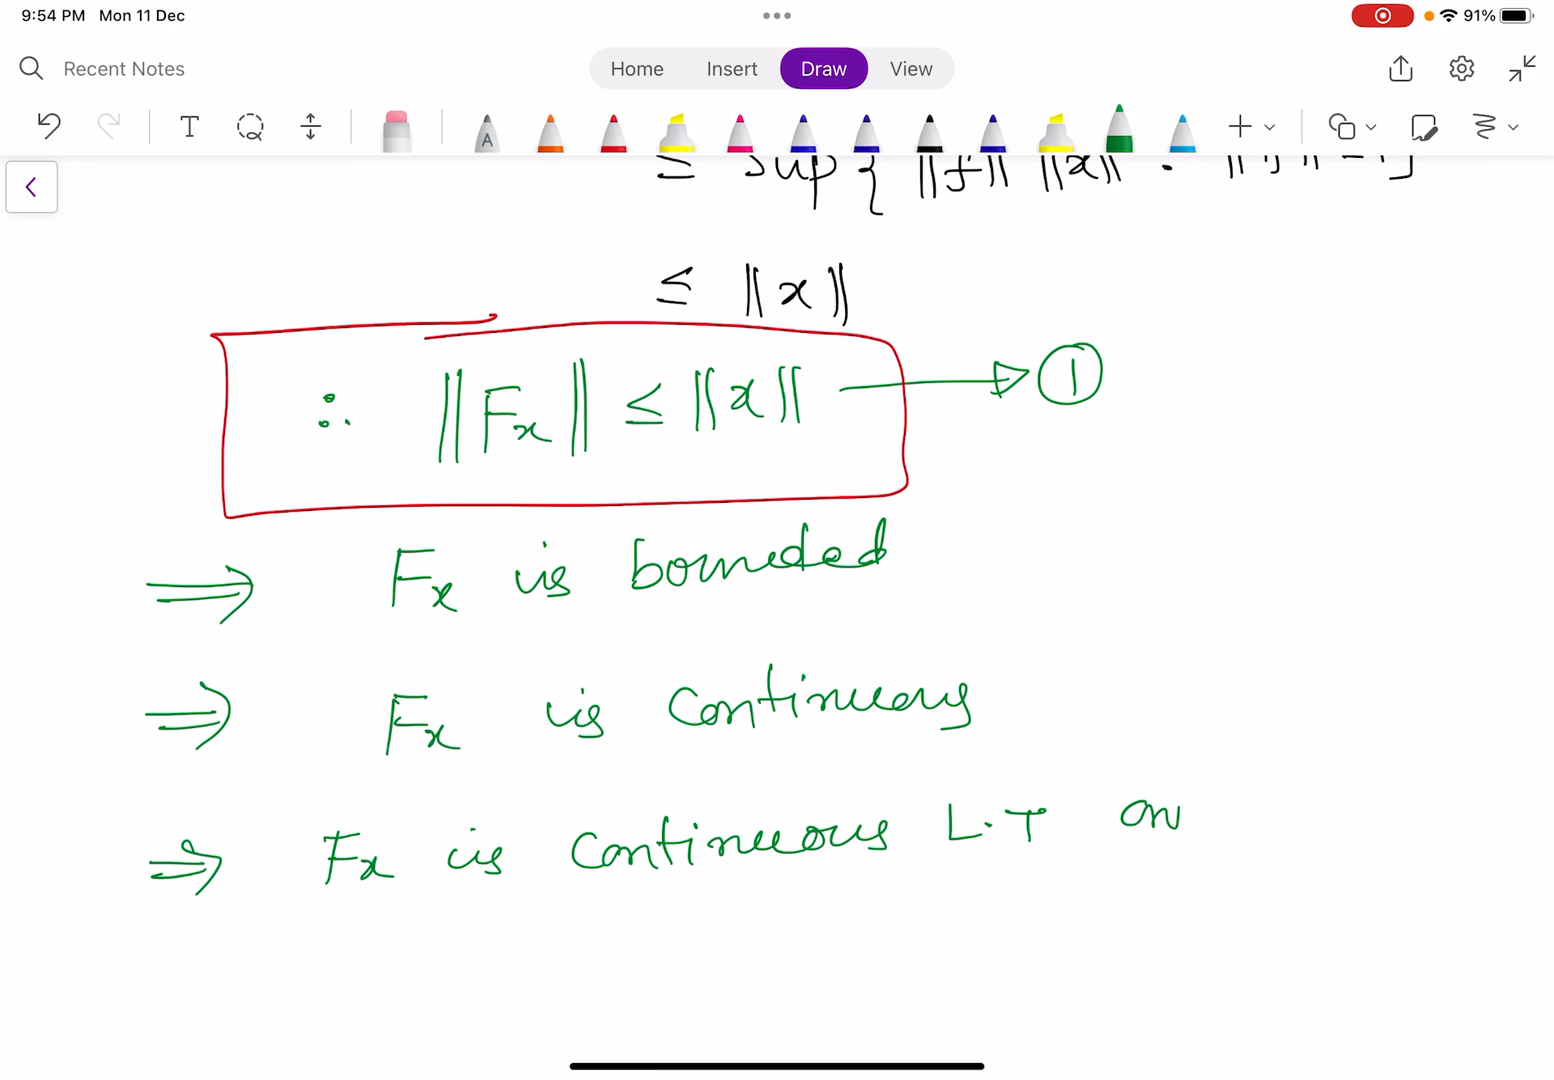 9:54 PM Mon 11 Dec
91%
Recent Notes
Home Insert Draw View
T A
≤ sup { ‖f‖ ‖x‖ :
≤ ‖x‖
∴ ‖Fₓ‖ ≤ ‖x‖ → ①
⟹ Fₓ is bounded
⟹ Fₓ is continuous
⟹ Fₓ is continuous L.T on